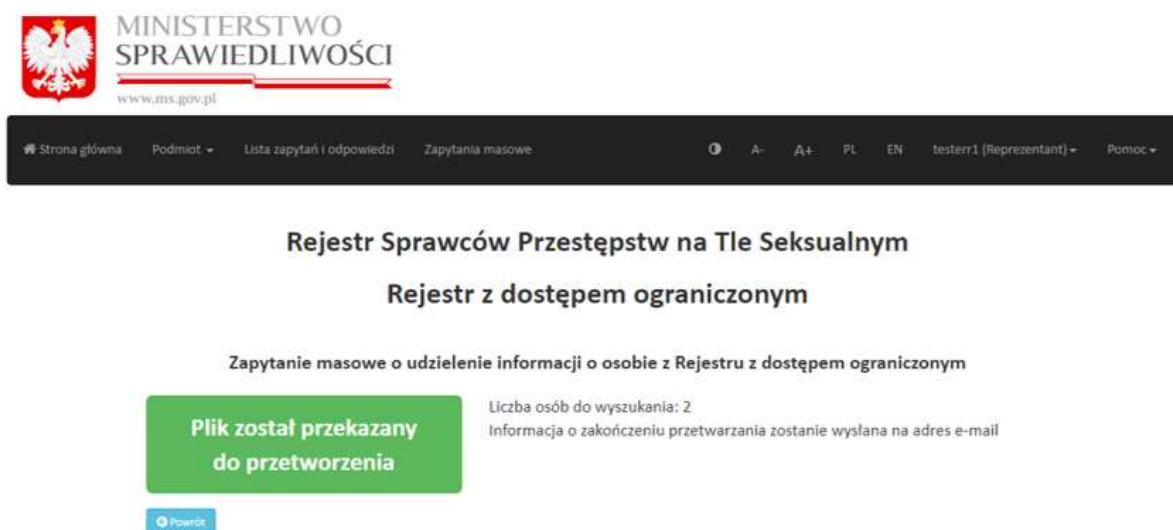 MINISTERSTWO
SPRAWIEDLIWOŚCI
www.ms.gov.pl
Strona główna Podmiot Lista zapytań i odpowiedzi Zapytania masowe A- A+ PL EN testerr1 (Reprezentant) Pomoc
Rejestr Sprawców Przestępstw na Tle Seksualnym
Rejestr z dostępem ograniczonym
Zapytanie masowe o udzielenie informacji o osobie z Rejestru z dostępem ograniczonym
Plik został przekazany
do przetworzenia
Liczba osób do wyszukania: 2
Informacja o zakończeniu przetwarzania zostanie wysłana na adres e-mail
Powrót